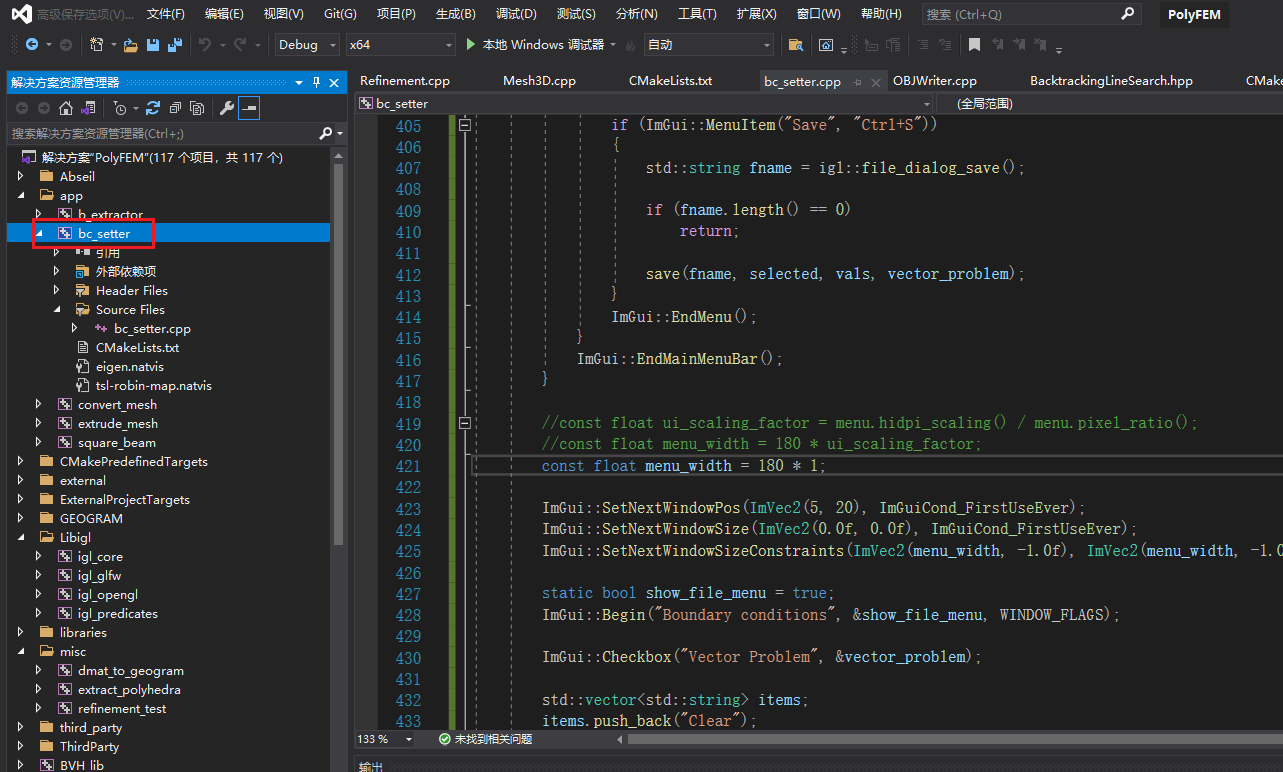 高级保存选项(V)... 文件(F) 编辑(E) 视图(V) Git(G) 项目(P) 生成(B) 调试(D) 测试(S) 分析(N) 工具(T) 扩展(X) 窗口(W) 帮助(H) 搜索 (Ctrl+Q) PolyFEM
Debug x64 本地 Windows 调试器 自动
解决方案资源管理器
搜索解决方案资源管理器(Ctrl+;)
解决方案"PolyFEM"(117 个项目，共 117 个)
Abseil
app
b_extractor
bc_setter
引用
外部依赖项
Header Files
Source Files
bc_setter.cpp
CMakeLists.txt
eigen.natvis
tsl-robin-map.natvis
convert_mesh
extrude_mesh
square_beam
CMakePredefinedTargets
external
ExternalProjectTargets
GEOGRAM
Libigl
igl_core
igl_glfw
igl_opengl
igl_predicates
libraries
misc
dmat_to_geogram
extract_polyhedra
refinement_test
third_party
ThirdParty
BVH_lib
Refinement.cpp Mesh3D.cpp CMakeLists.txt bc_setter.cpp OBJWriter.cpp BacktrackingLineSearch.hpp CMake
bc_setter (全局范围)
405 if (ImGui::MenuItem("Save", "Ctrl+S"))
406 {
407 std::string fname = igl::file_dialog_save();
408
409 if (fname.length() == 0)
410 return;
411
412 save(fname, selected, vals, vector_problem);
413 }
414 ImGui::EndMenu();
415 }
416 ImGui::EndMainMenuBar();
417 }
418
419 //const float ui_scaling_factor = menu.hidpi_scaling() / menu.pixel_ratio();
420 //const float menu_width = 180 * ui_scaling_factor;
421 const float menu_width = 180 * 1;
422
423 ImGui::SetNextWindowPos(ImVec2(5, 20), ImGuiCond_FirstUseEver);
424 ImGui::SetNextWindowSize(ImVec2(0.0f, 0.0f), ImGuiCond_FirstUseEver);
425 ImGui::SetNextWindowSizeConstraints(ImVec2(menu_width, -1.0f), ImVec2(menu_width, -1.0
426
427 static bool show_file_menu = true;
428 ImGui::Begin("Boundary conditions", &show_file_menu, WINDOW_FLAGS);
429
430 ImGui::Checkbox("Vector Problem", &vector_problem);
431
432 std::vector<std::string> items;
433 items.push_back("Clear");
133 % 未找到相关问题
输出